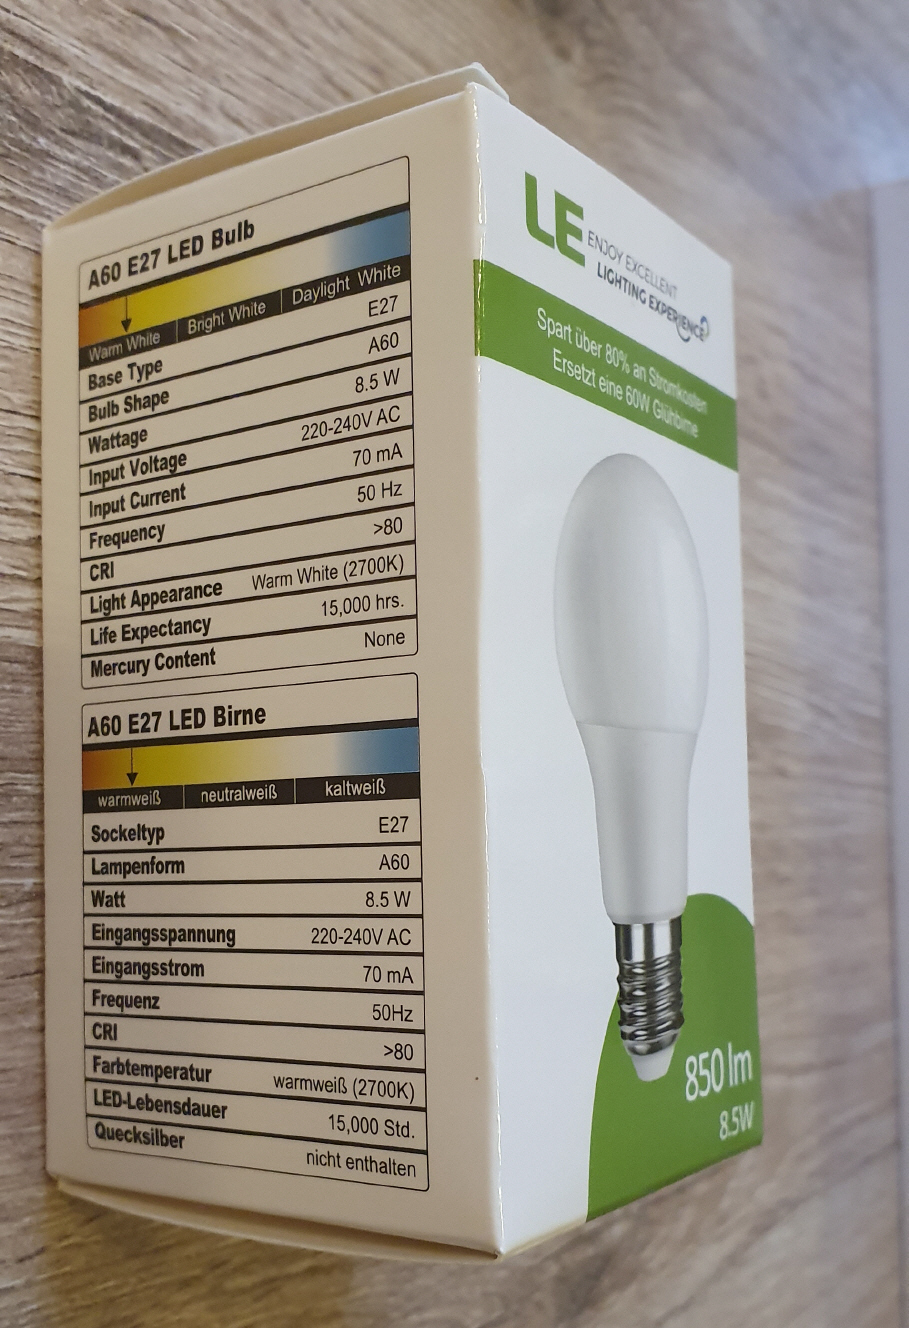 A60 E27 LED Bulb
Warm White Bright White Daylight White
Base Type E27
Bulb Shape A60
Wattage 8.5 W
Input Voltage 220-240V AC
Input Current 70 mA
Frequency 50 Hz
CRI >80
Light Appearance Warm White (2700K)
Life Expectancy 15,000 hrs.
Mercury Content None
A60 E27 LED Birne
warmweiß neutralweiß kaltweiß
Sockeltyp E27
Lampenform A60
Watt 8.5 W
Eingangsspannung 220-240V AC
Eingangsstrom 70 mA
Frequenz 50Hz
CRI >80
Farbtemperatur warmweiß (2700K)
LED-Lebensdauer 15,000 Std.
Quecksilber nicht enthalten
LE
ENJOY EXCELLENT
LIGHTING EXPERIENCE
Spart über 80% an Stromkosten
Ersetzt eine 60W Glühbirne
850 lm
8.5W